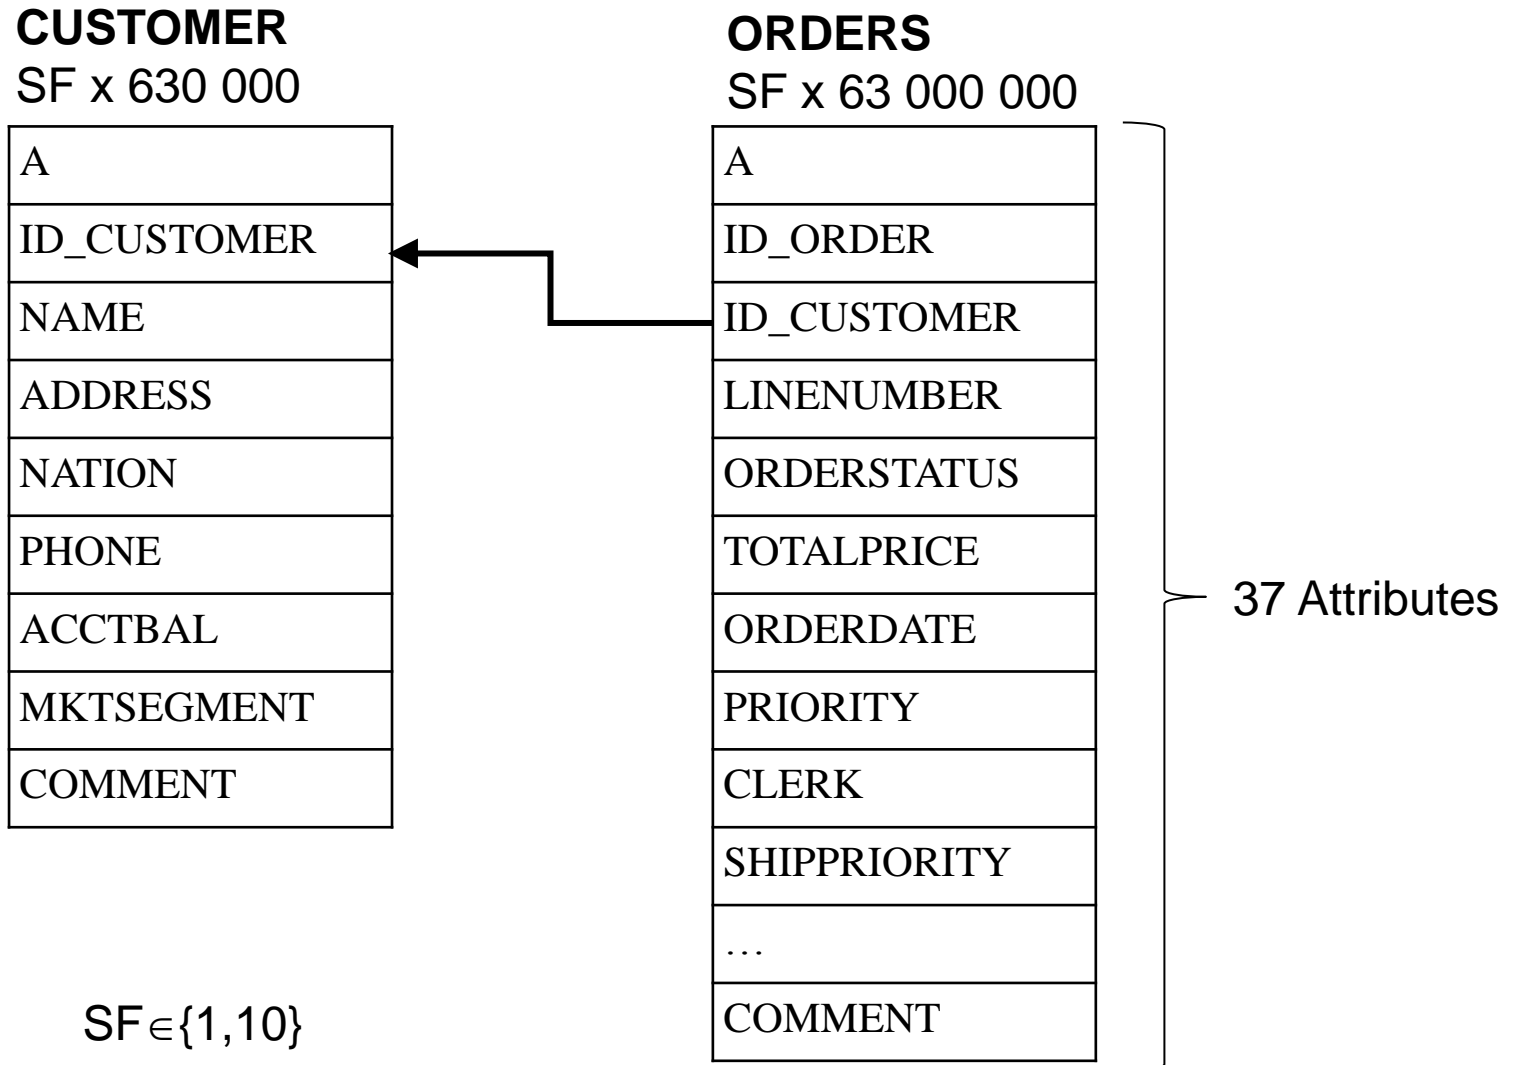 CUSTOMER
SF x 630 000
A
ID_CUSTOMER
NAME
ADDRESS
NATION
PHONE
ACCTBAL
MKTSEGMENT
COMMENT
SF∈{1,10}
ORDERS
SF x 63 000 000
A
ID_ORDER
ID_CUSTOMER
LINENUMBER
ORDERSTATUS
TOTALPRICE
ORDERDATE
PRIORITY
CLERK
SHIPPRIORITY
…
COMMENT
37 Attributes